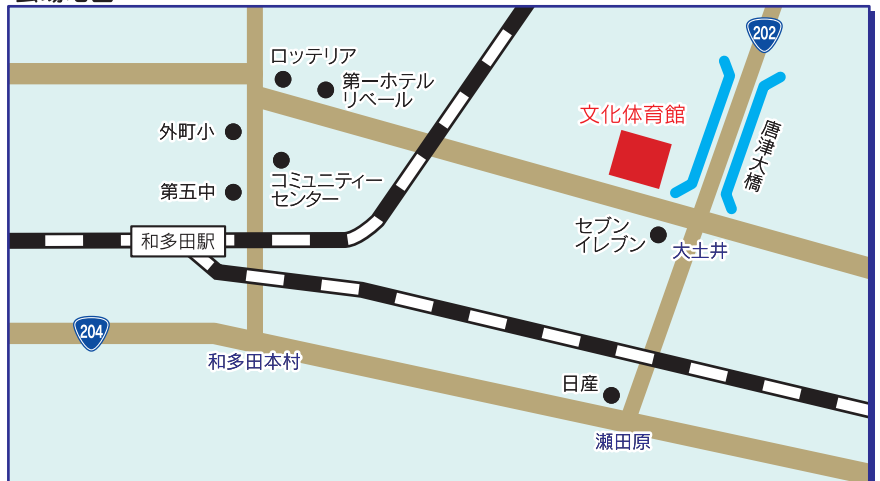 202
ロッテリア
第一ホテル
リベール
文化体育館
外町小
唐津大橋
コミュニティー
センター
第五中
セブン
イレブン
和多田駅
大土井
204
和多田本村
日産
瀬田原